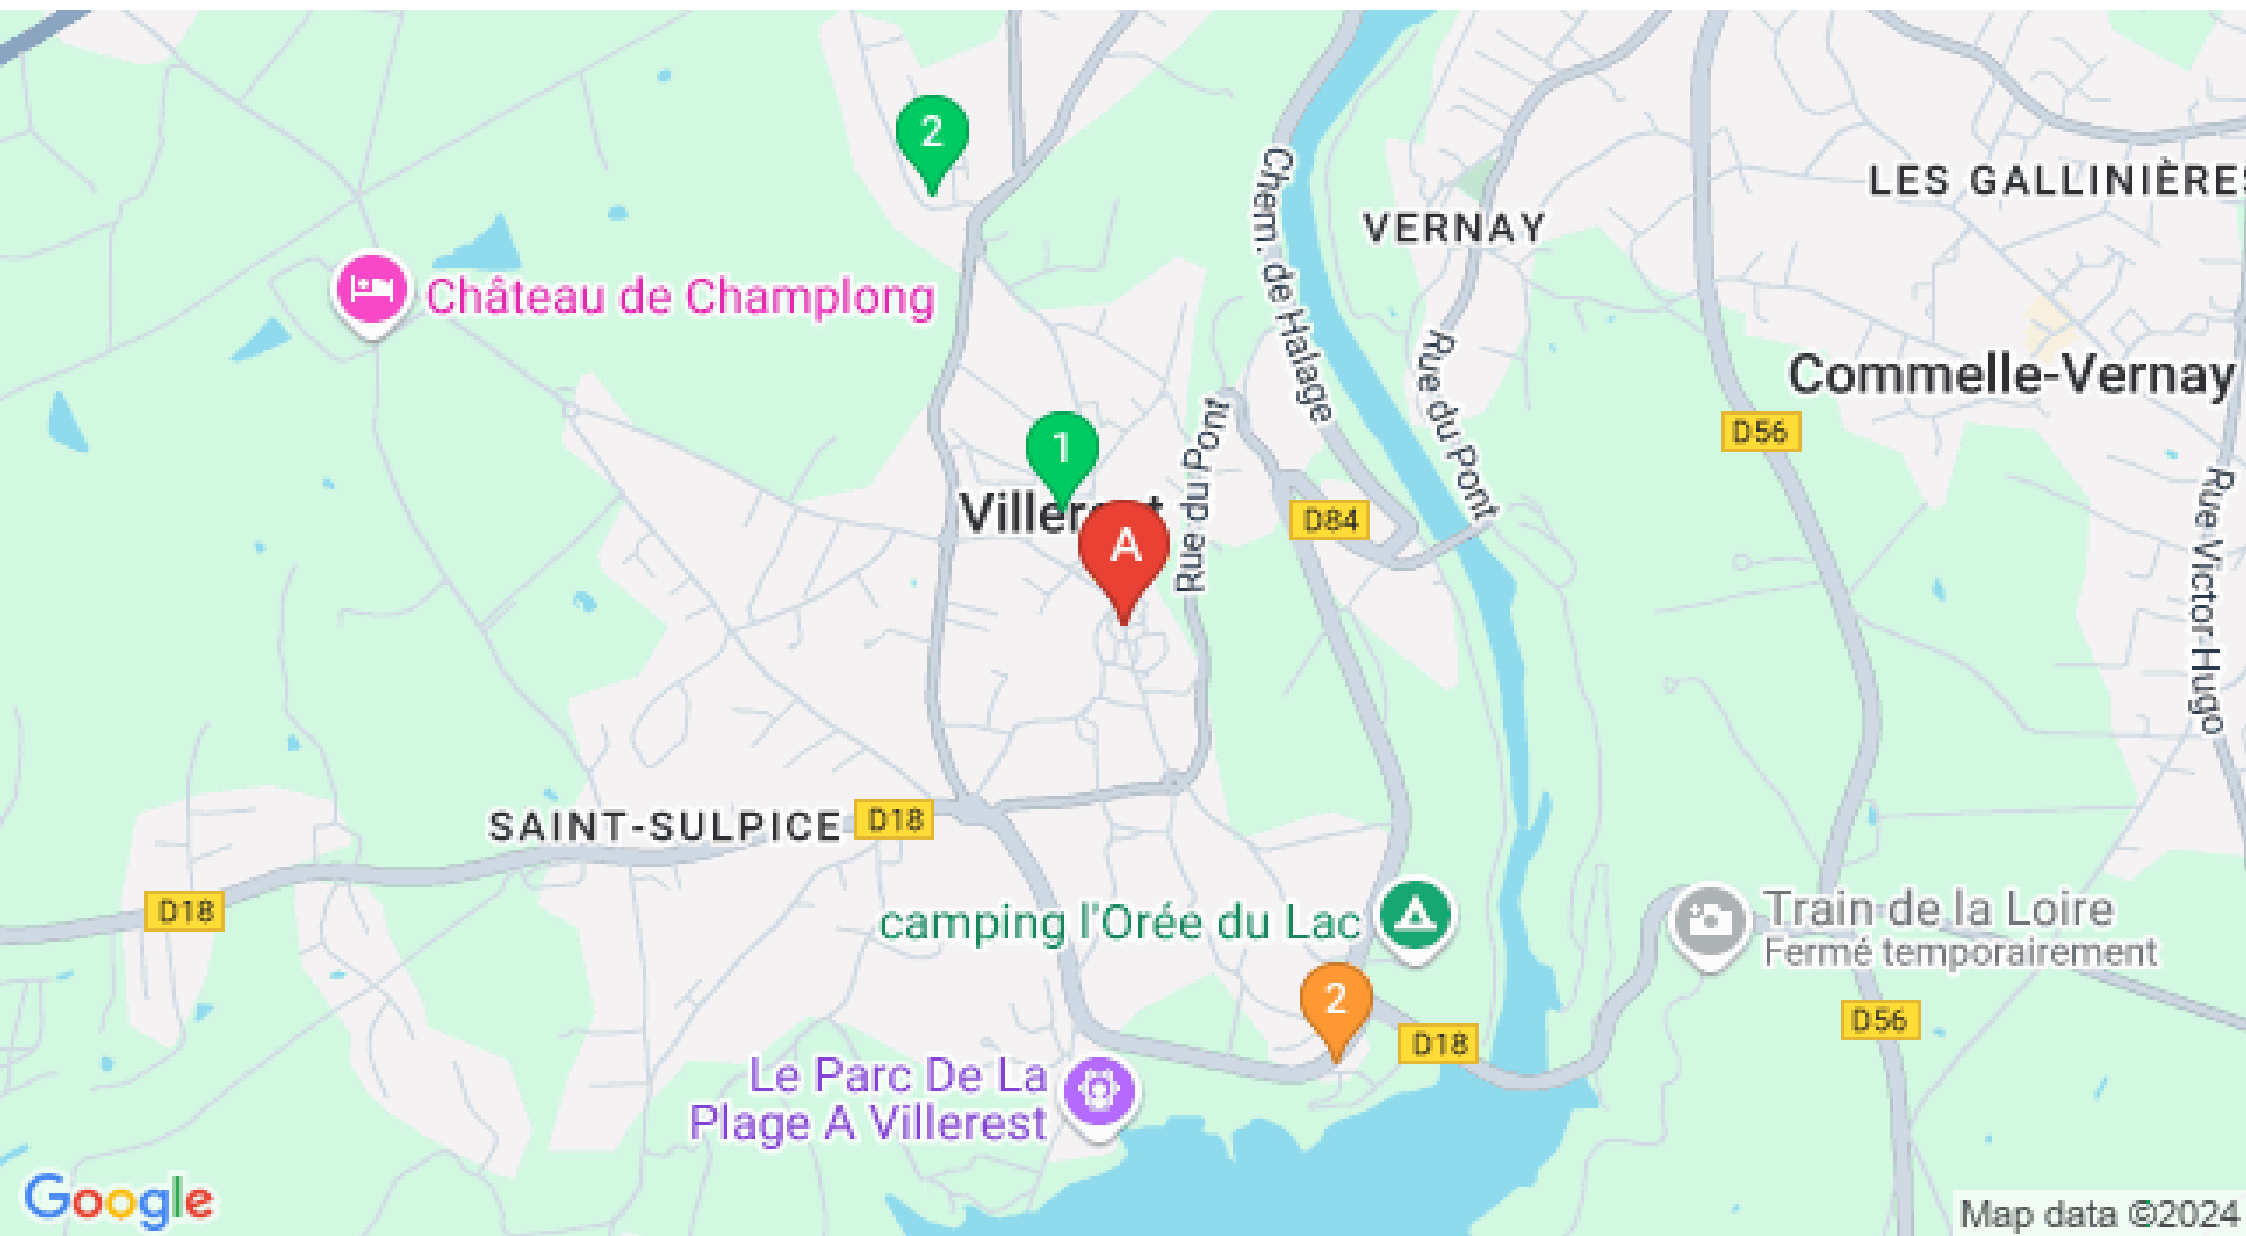 2
LES GALLINIÈRES
VERNAY
Chem. de Halage
Château de Champlong
Rue du Pont
Commelle-Vernay
D56
Rue du Pont
1
Villerest
A
D84
Rue Victor Hugo
SAINT-SULPICE
D18
D18
camping l'Orée du Lac
Train de la Loire
Fermé temporairement
2
D18
D56
Le Parc De La
Plage A Villerest
Google
Map data ©2024